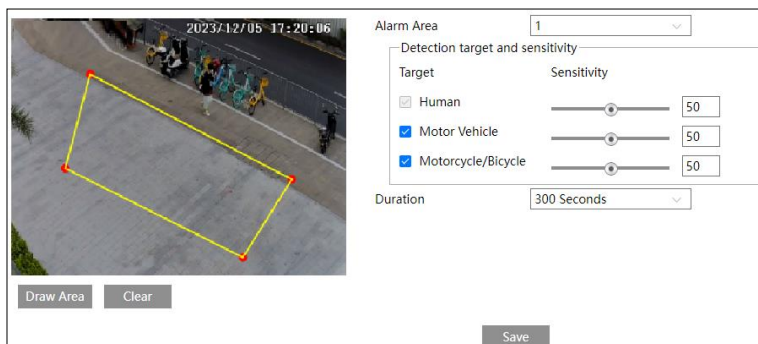 2023/12/05 17:20:06
Alarm Area 1
Detection target and sensitivity
Target Sensitivity
Human 50
Motor Vehicle 50
Motorcycle/Bicycle 50
Duration 300 Seconds
Draw Area Clear
Save